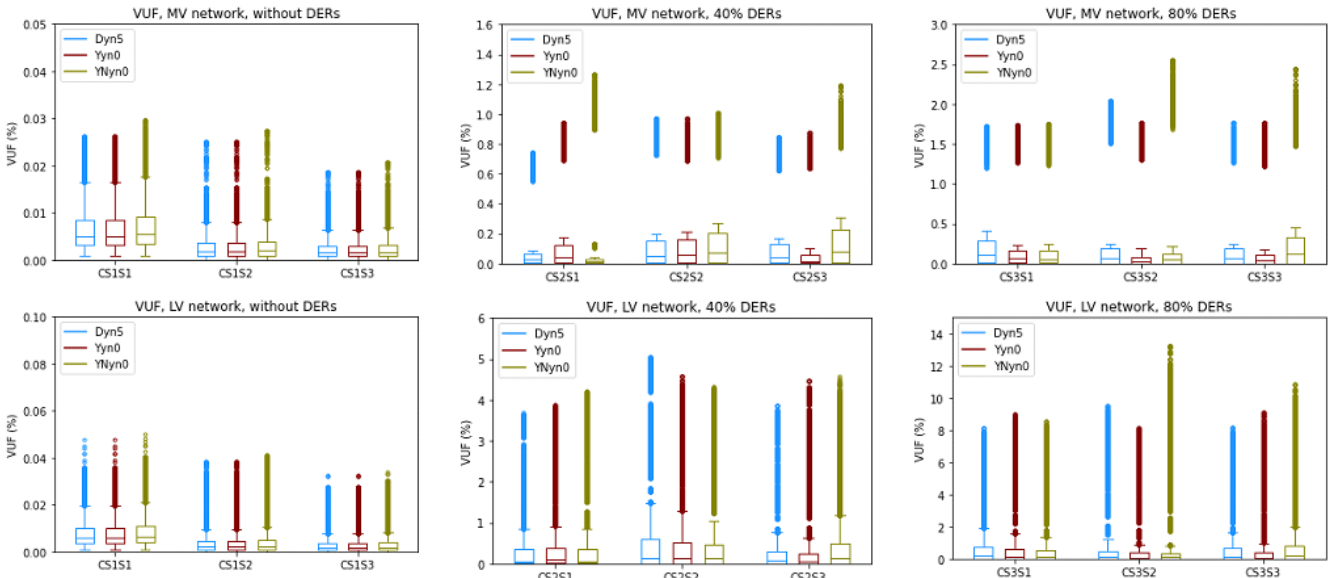 VUF, MV network, without DERs
VUF (%)
0.05
0.04
0.03
0.02
0.01
0.00
Dyn5
Yyn0
YNyn0
CS1S1
CS1S2
CS1S3
VUF, MV network, 40% DERs
VUF (%)
1.6
1.4
1.2
1.0
0.8
0.6
0.4
0.2
0.0
Dyn5
Yyn0
YNyn0
CS2S1
CS2S2
CS2S3
VUF, MV network, 80% DERs
VUF (%)
3.0
2.5
2.0
1.5
1.0
0.5
0.0
Dyn5
Yyn0
YNyn0
CS3S1
CS3S2
CS3S3
VUF, LV network, without DERs
VUF (%)
0.10
0.08
0.06
0.04
0.02
0.00
Dyn5
Yyn0
YNyn0
CS1S1
CS1S2
CS1S3
VUF, LV network, 40% DERs
VUF (%)
6
5
4
3
2
1
0
Dyn5
Yyn0
YNyn0
CS2S1
CS2S2
CS2S3
VUF, LV network, 80% DERs
VUF (%)
14
12
10
8
6
4
2
0
Dyn5
Yyn0
YNyn0
CS3S1
CS3S2
CS3S3